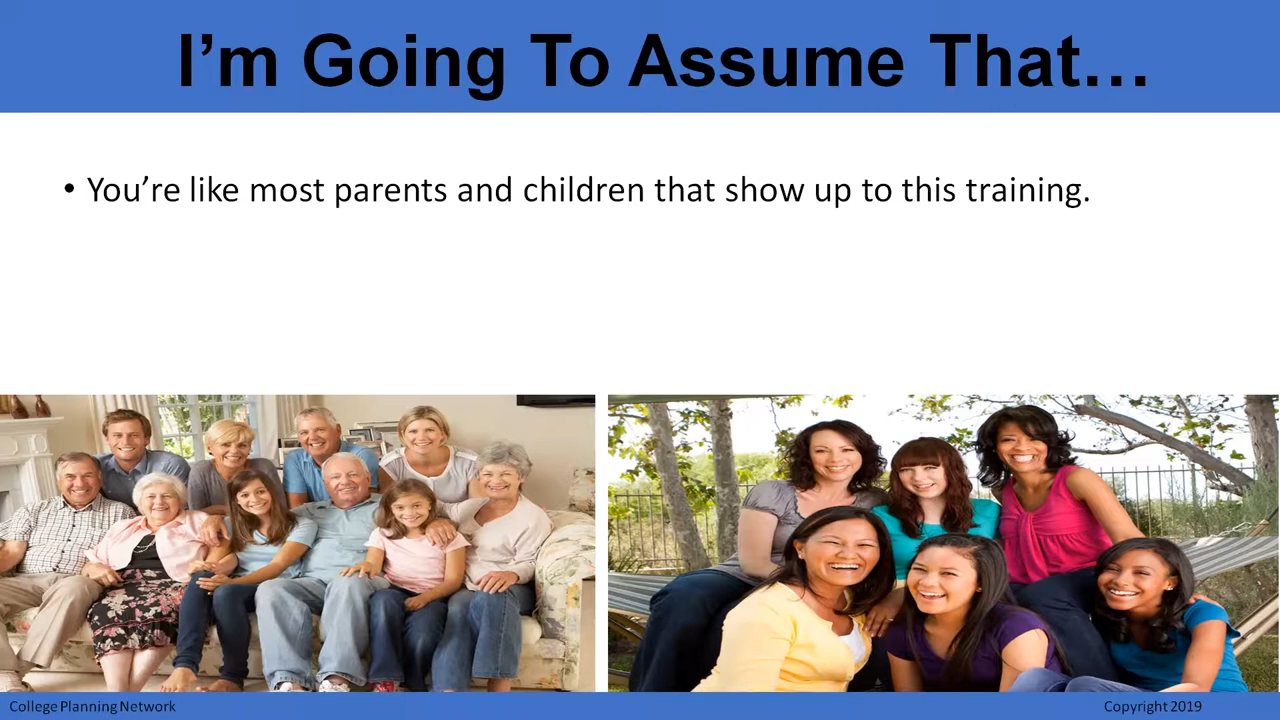 I’m Going To Assume That…
• You’re like most parents and children that show up to this training.
College Planning Network
Copyright 2019